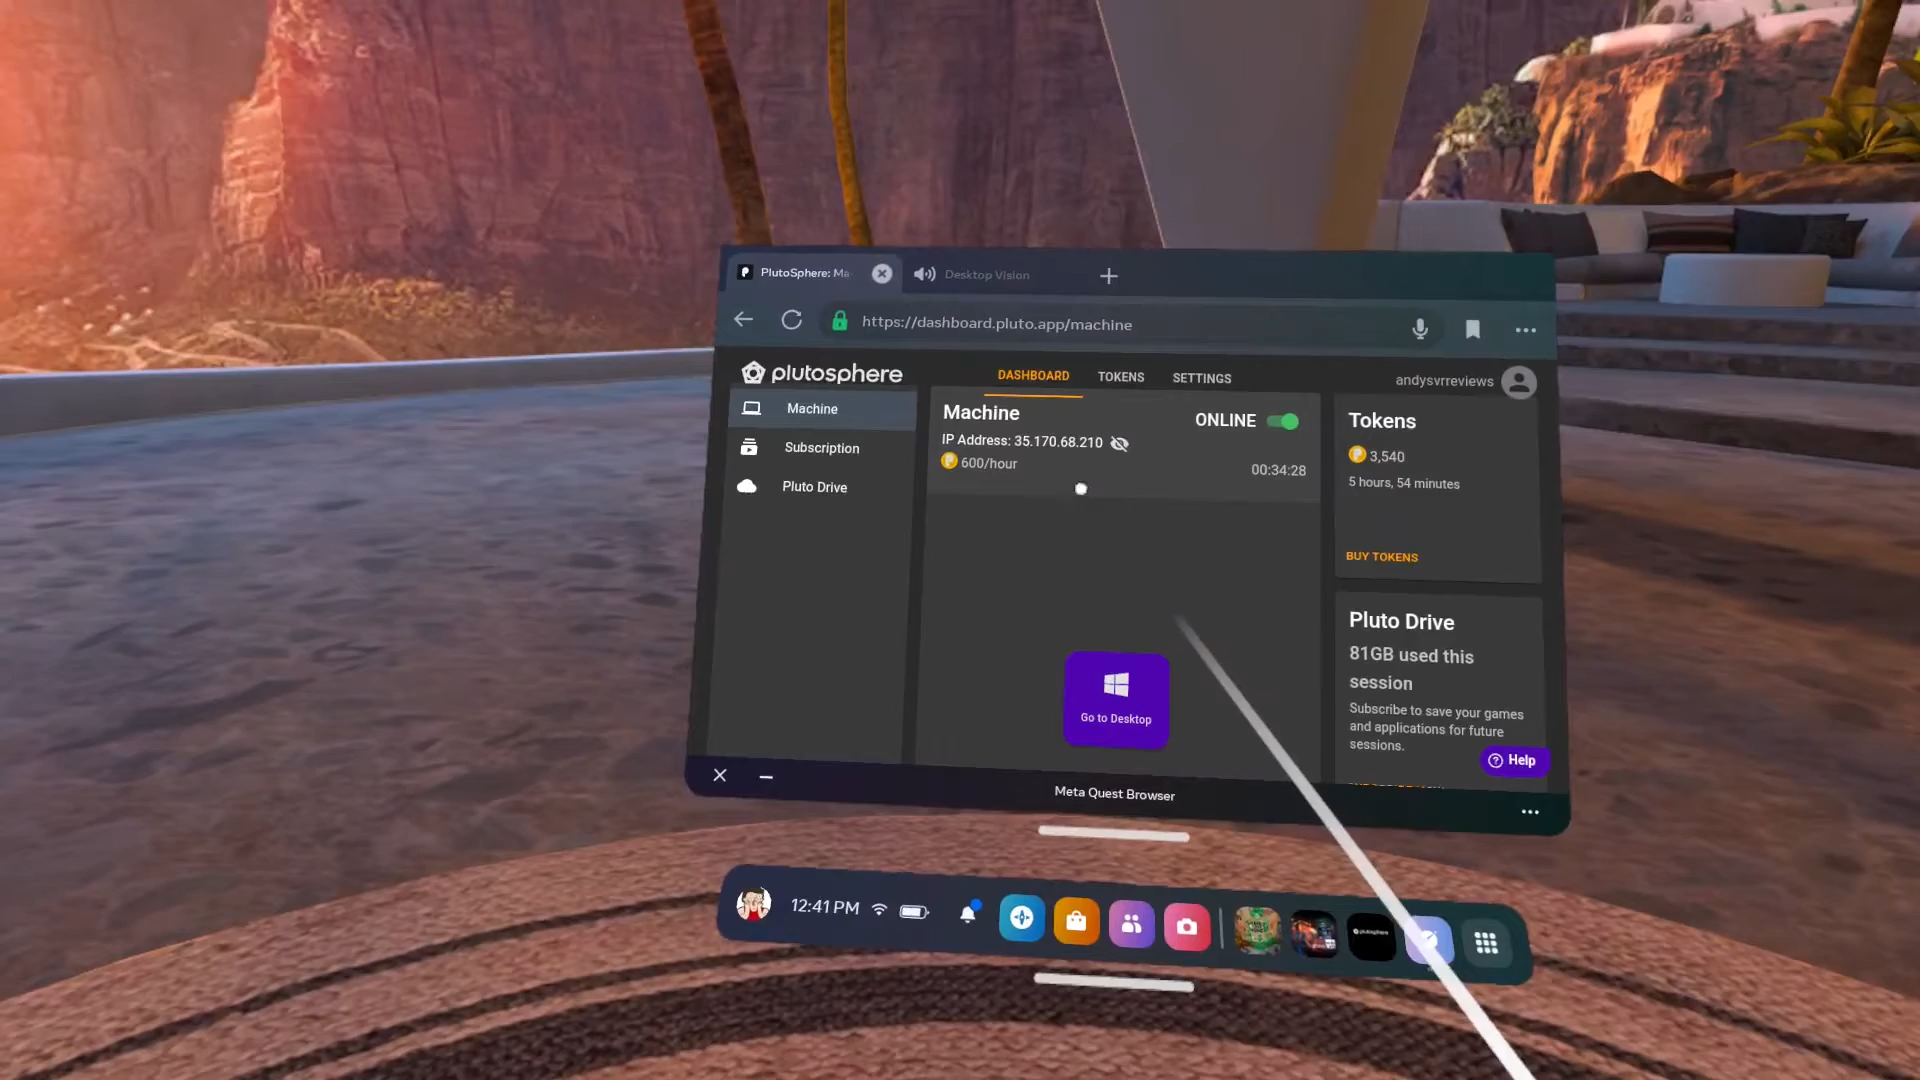 PlutoSphere: Ma
Desktop Vision
https://dashboard.pluto.app/machine
plutosphere
DASHBOARD
TOKENS
SETTINGS
andysvrreviews
Machine
Subscription
Pluto Drive
Machine
ONLINE
IP Address: 35.170.68.210
600/hour
00:34:28
Go to Desktop
Tokens
3,540
5 hours, 54 minutes
BUY TOKENS
Pluto Drive
81GB used this
session
Subscribe to save your games
and applications for future
sessions.
Help
Meta Quest Browser
12:41 PM
plutosphere